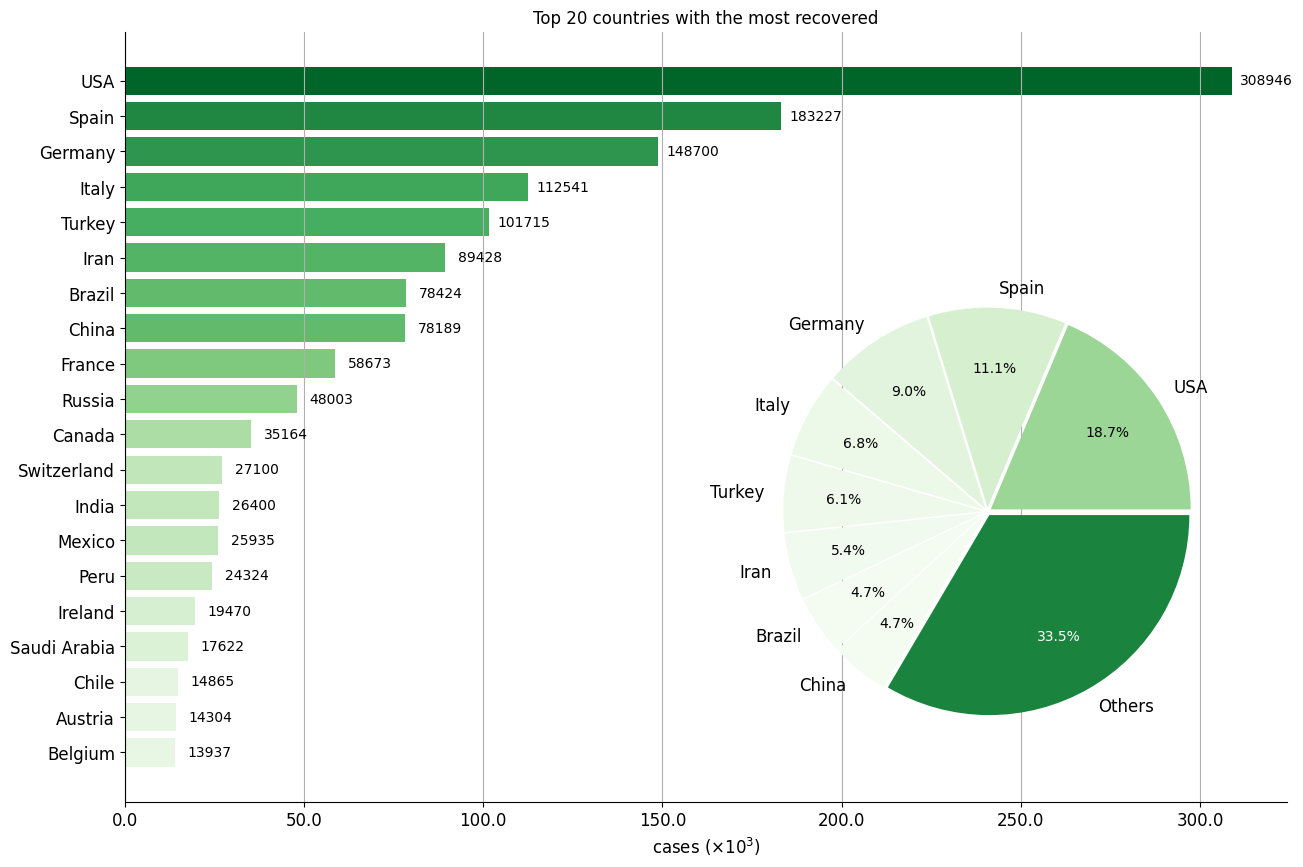 Top 20 countries with the most recovered
USA 308946
Spain 183227
Germany 148700
Italy 112541
Turkey 101715
Iran 89428
Brazil 78424
China 78189
France 58673
Russia 48003
Canada 35164
Switzerland 27100
India 26400
Mexico 25935
Peru 24324
Ireland 19470
Saudi Arabia 17622
Chile 14865
Austria 14304
Belgium 13937
0.0 50.0 100.0 150.0 200.0 250.0 300.0
cases (×10³)
USA 18.7%
Spain 11.1%
Germany 9.0%
Italy 6.8%
Turkey 6.1%
Iran 5.4%
Brazil 4.7%
China 4.7%
Others 33.5%